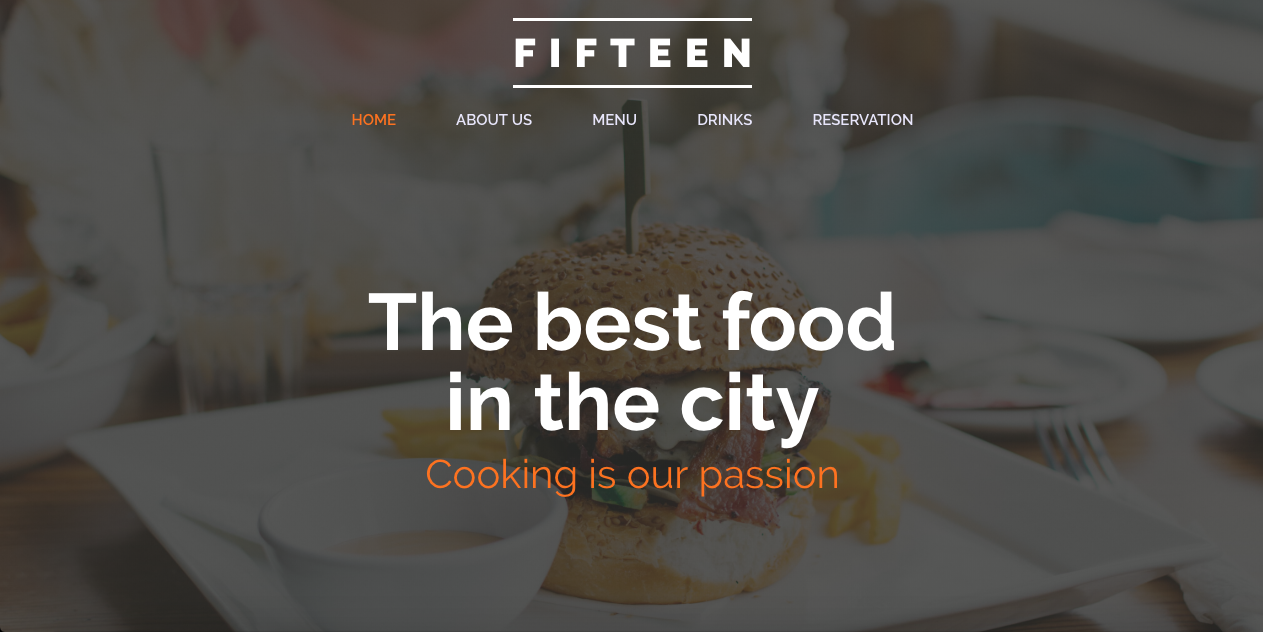 FIFTEEN
HOME ABOUT US MENU DRINKS RESERVATION
The best food
in the city
Cooking is our passion